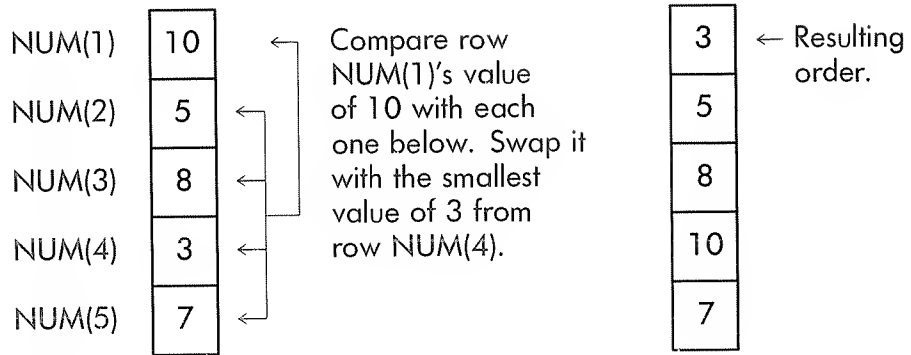 NUM(1) 10
NUM(2) 5
NUM(3) 8
NUM(4) 3
NUM(5) 7
← Compare row
NUM(1)'s value
of 10 with each
one below. Swap it
with the smallest
value of 3 from
row NUM(4).
3 ← Resulting
order.
5
8
10
7